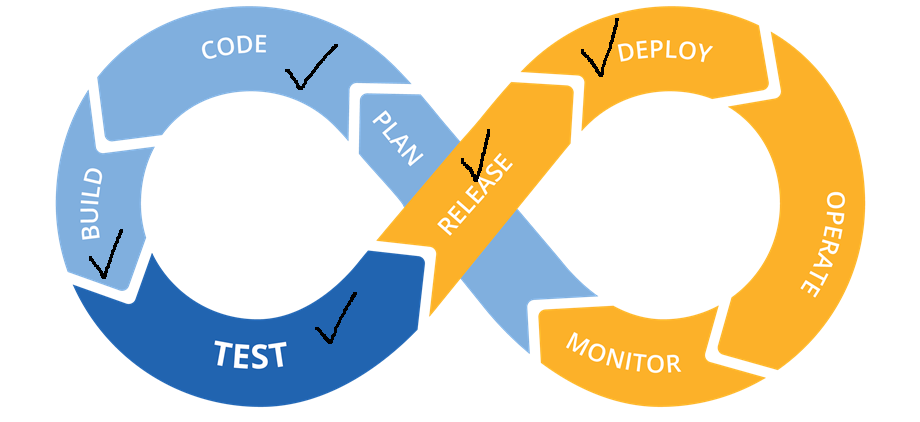 CODE
DEPLOY
PLAN
BUILD
RELEASE
OPERATE
TEST
MONITOR